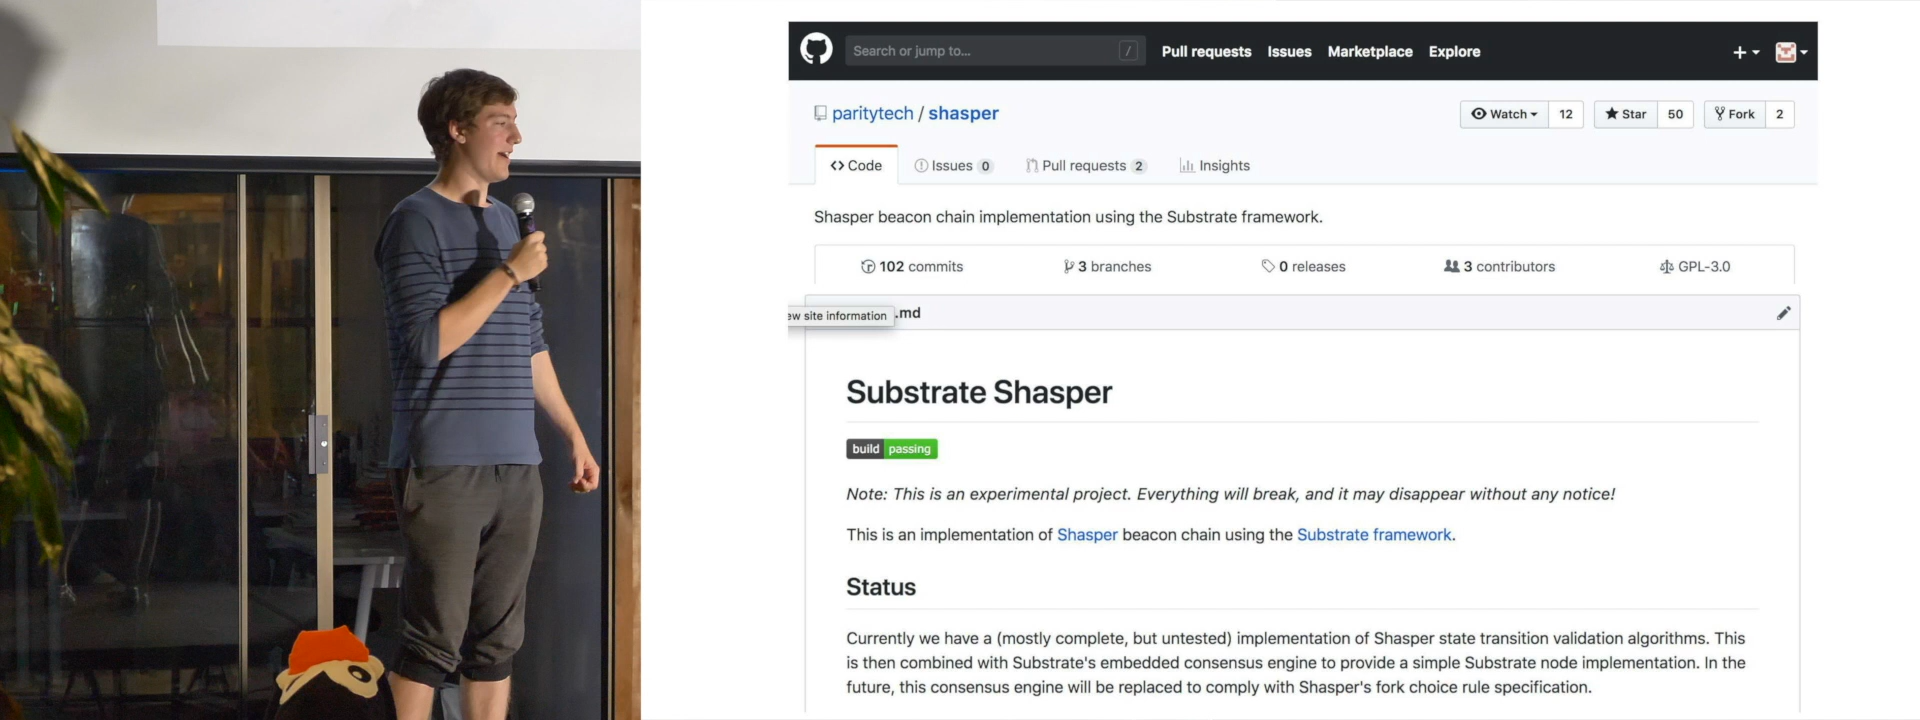 Search or jump to... /
Pull requests Issues Marketplace Explore
paritytech / shasper
Watch 12 Star 50 Fork 2
Code Issues 0 Pull requests 2 Insights
Shasper beacon chain implementation using the Substrate framework.
102 commits 3 branches 0 releases 3 contributors GPL-3.0
ew site information .md
Substrate Shasper
build passing
Note: This is an experimental project. Everything will break, and it may disappear without any notice!
This is an implementation of Shasper beacon chain using the Substrate framework.
Status
Currently we have a (mostly complete, but untested) implementation of Shasper state transition validation algorithms. This
is then combined with Substrate's embedded consensus engine to provide a simple Substrate node implementation. In the
future, this consensus engine will be replaced to comply with Shasper's fork choice rule specification.